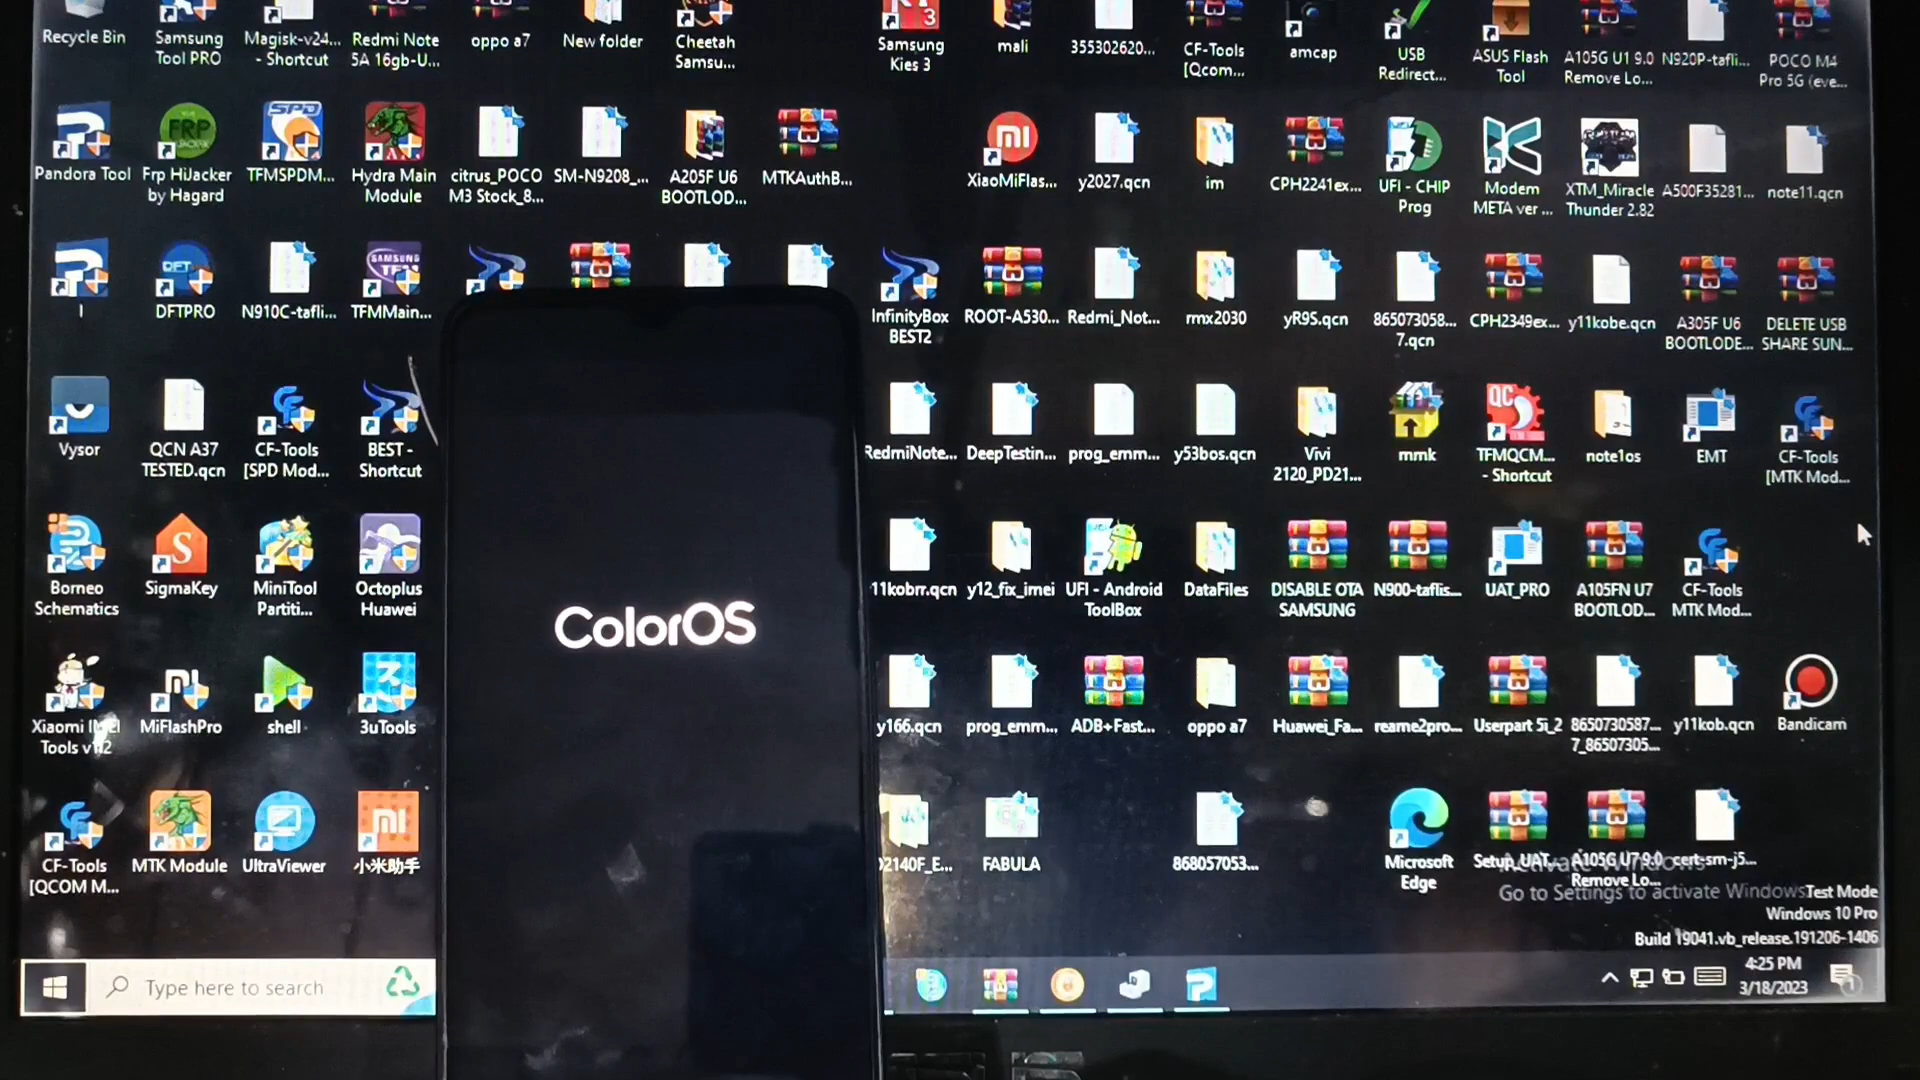 Recycle Bin
Samsung
Tool PRO
Magisk-v24...
- Shortcut
Redmi Note
5A 16gb-U...
oppo a7
New folder
Cheetah
Samsu...
Samsung
Kies 3
mali
355302620...
CF-Tools
[Qcom...
amcap
USB
Redirect...
ASUS Flash
Tool
A105G U1 9.0
Remove Lo...
N920P-tafli...
POCO M4
Pro 5G (eve...
Pandora Tool
Frp HiJacker
by Hagard
TFMSPDM...
Hydra Main
Module
citrus_POCO
M3 Stock_8...
SM-N9208_...
A205F U6
BOOTLOD...
MTKAuthB...
XiaoMiFlas...
y2027.qcn
im
CPH2241ex...
UFI - CHIP
Prog
Modem
META ver ...
XTM_Miracle
Thunder 2.82
A500F35281...
note11.qcn
DFTPRO
N910C-tafli...
TFMMain...
InfinityBox
BEST2
ROOT-A530...
Redmi_Not...
rmx2030
yR9S.qcn
865073058...
7.qcn
CPH2349ex...
y11kobe.qcn
A305F U6
BOOTLODE...
DELETE USB
SHARE SUN...
Vysor
QCN A37
TESTED.qcn
CF-Tools
[SPD Mod...
BEST -
Shortcut
RedmiNote...
DeepTestin...
prog_emm...
y53bos.qcn
Vivi
2120_PD21...
mmk
TFMQCM...
- Shortcut
note1os
EMT
CF-Tools
[MTK Mod...
Borneo
Schematics
SigmaKey
MiniTool
Partiti...
Octoplus
Huawei
ColorOS
11kobrr.qcn
y12_fix_imei
UFI - Android
ToolBox
DataFiles
DISABLE OTA
SAMSUNG
N900-taflis...
UAT_PRO
A105FN U7
BOOTLOD...
CF-Tools
MTK Mod...
Xiaomi IMEI
Tools v1.2
MiFlashPro
shell
3uTools
y166.qcn
prog_emm...
ADB+Fast...
oppo a7
Huawei_Fa...
reame2pro...
Userpart 5i_2
8650730587...
7_86507305...
y11kob.qcn
Bandicam
CF-Tools
[QCOM M...
MTK Module
UltraViewer
小米助手
2140F_E...
FABULA
868057053...
Microsoft
Edge
Setup_UAT...
A105G U7 9.0
Remove Lo...
cert-sm-j5...
Activate Windows
Go to Settings to activate Windows
Test Mode
Windows 10 Pro
Build 19041.vb_release.191206-1406
Type here to search
4:25 PM
3/18/2023